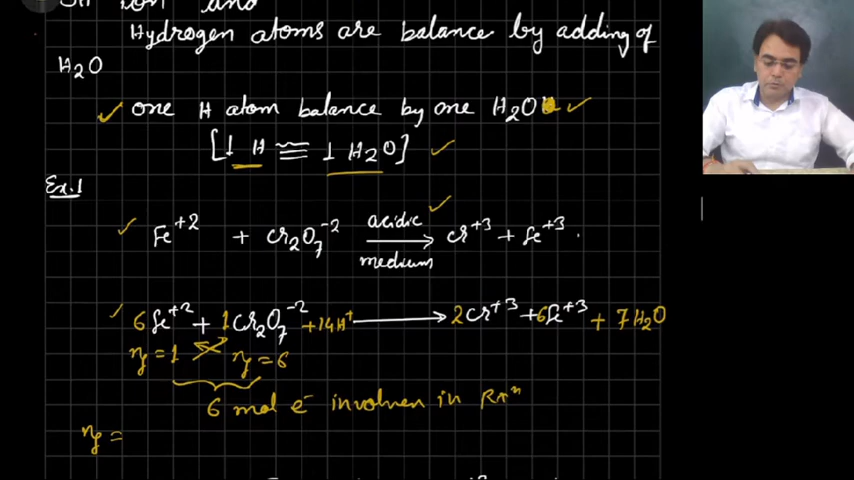 Hydrogen atoms are balance by adding of
H2O
✓ one H atom balance by one H2O ✓
[1 H ≅ 1 H2O] ✓
Ex.1
✓ Fe+2 + Cr2O7-2 acidic medium → Cr+3 + Fe+3. ✓
✓ 6Fe+2 + 1Cr2O7-2 + 14H+ → 2Cr+3 + 6Fe+3 + 7H2O
nf = 1 nf = 6
6 mol e- involven in Rxn
nf =